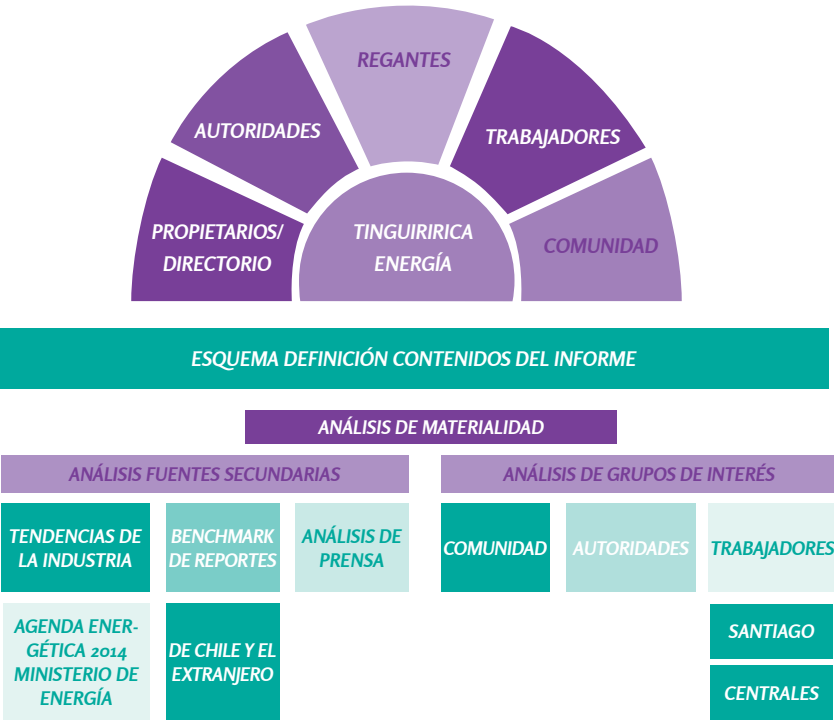 REGANTES
AUTORIDADES
TRABAJADORES
PROPIETARIOS/
DIRECTORIO
TINGUIRIRICA
ENERGÍA
COMUNIDAD
ESQUEMA DEFINICIÓN CONTENIDOS DEL INFORME
ANÁLISIS DE MATERIALIDAD
ANÁLISIS FUENTES SECUNDARIAS
ANÁLISIS DE GRUPOS DE INTERÉS
TENDENCIAS DE
LA INDUSTRIA
BENCHMARK
DE REPORTES
ANÁLISIS DE
PRENSA
COMUNIDAD
AUTORIDADES
TRABAJADORES
AGENDA ENER-
GÉTICA 2014
MINISTERIO DE
ENERGÍA
DE CHILE Y EL
EXTRANJERO
SANTIAGO
CENTRALES